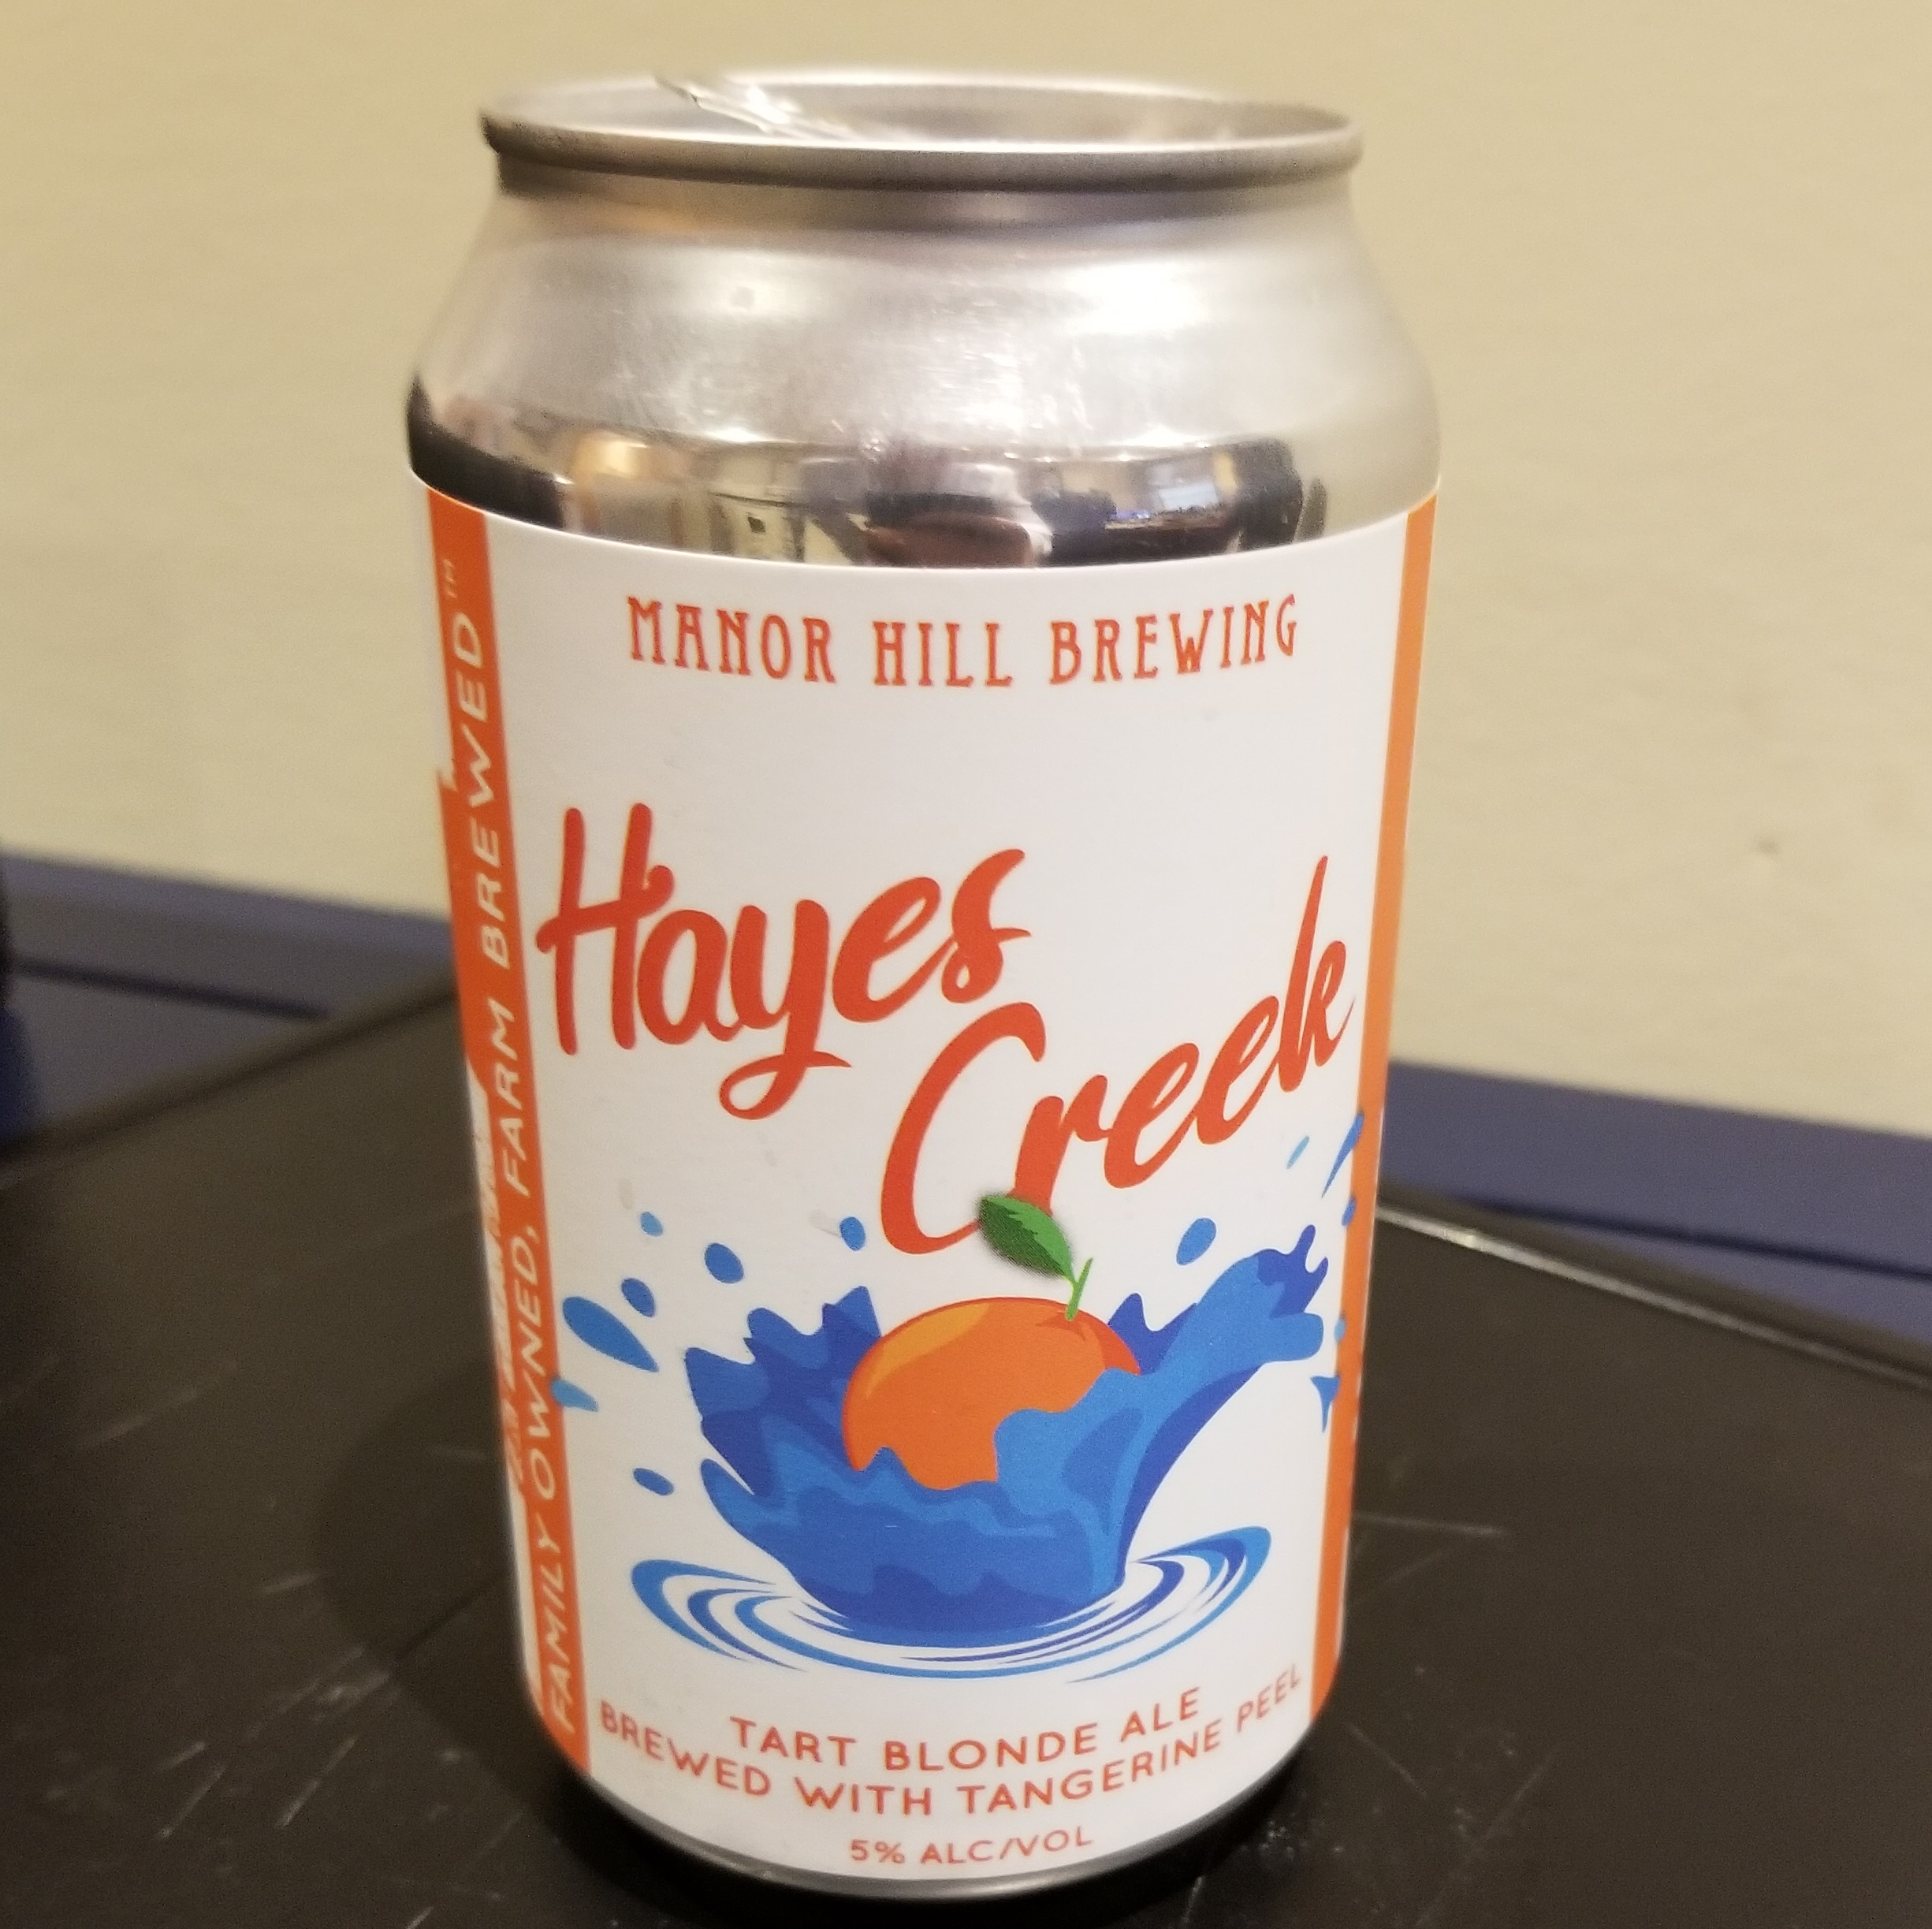 MANOR HILL BREWING
Hayes
Creek
TART BLONDE ALE
BREWED WITH TANGERINE PEEL
5% ALC/VOL
FAMILY OWNED, FARM BREWED™